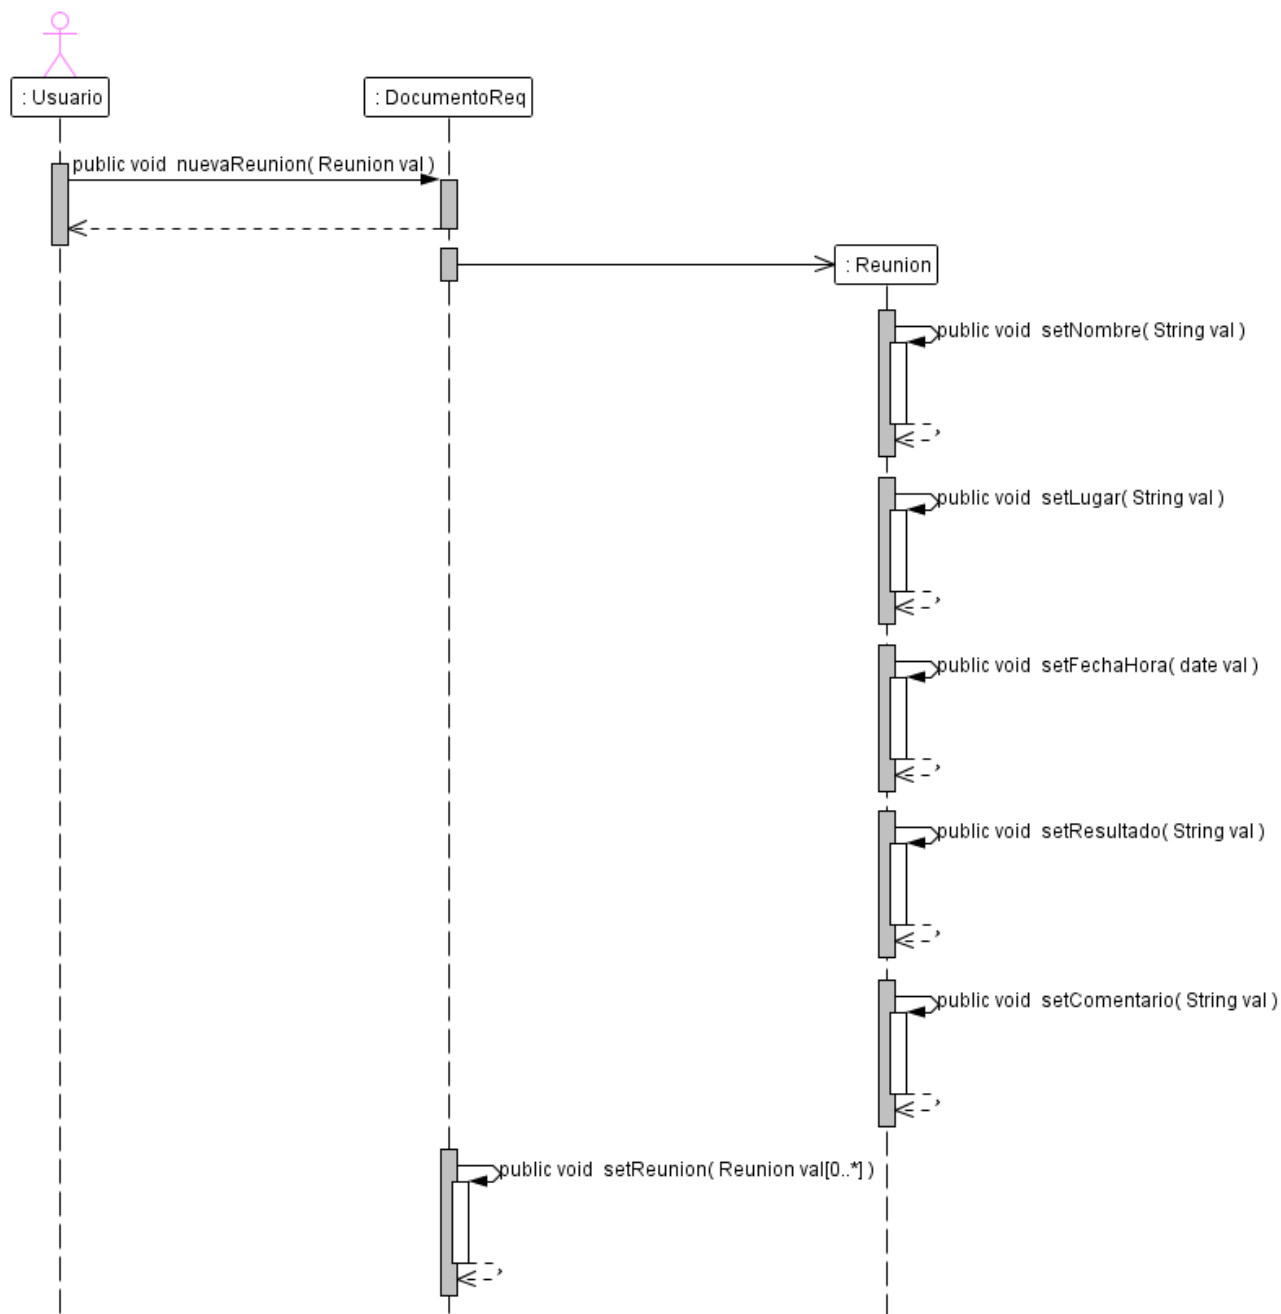 : Usuario
: DocumentoReq
public void nuevaReunion( Reunion val )
: Reunion
public void setNombre( String val )
public void setLugar( String val )
public void setFechaHora( date val )
public void setResultado( String val )
public void setComentario( String val )
public void setReunion( Reunion val[0..*] )